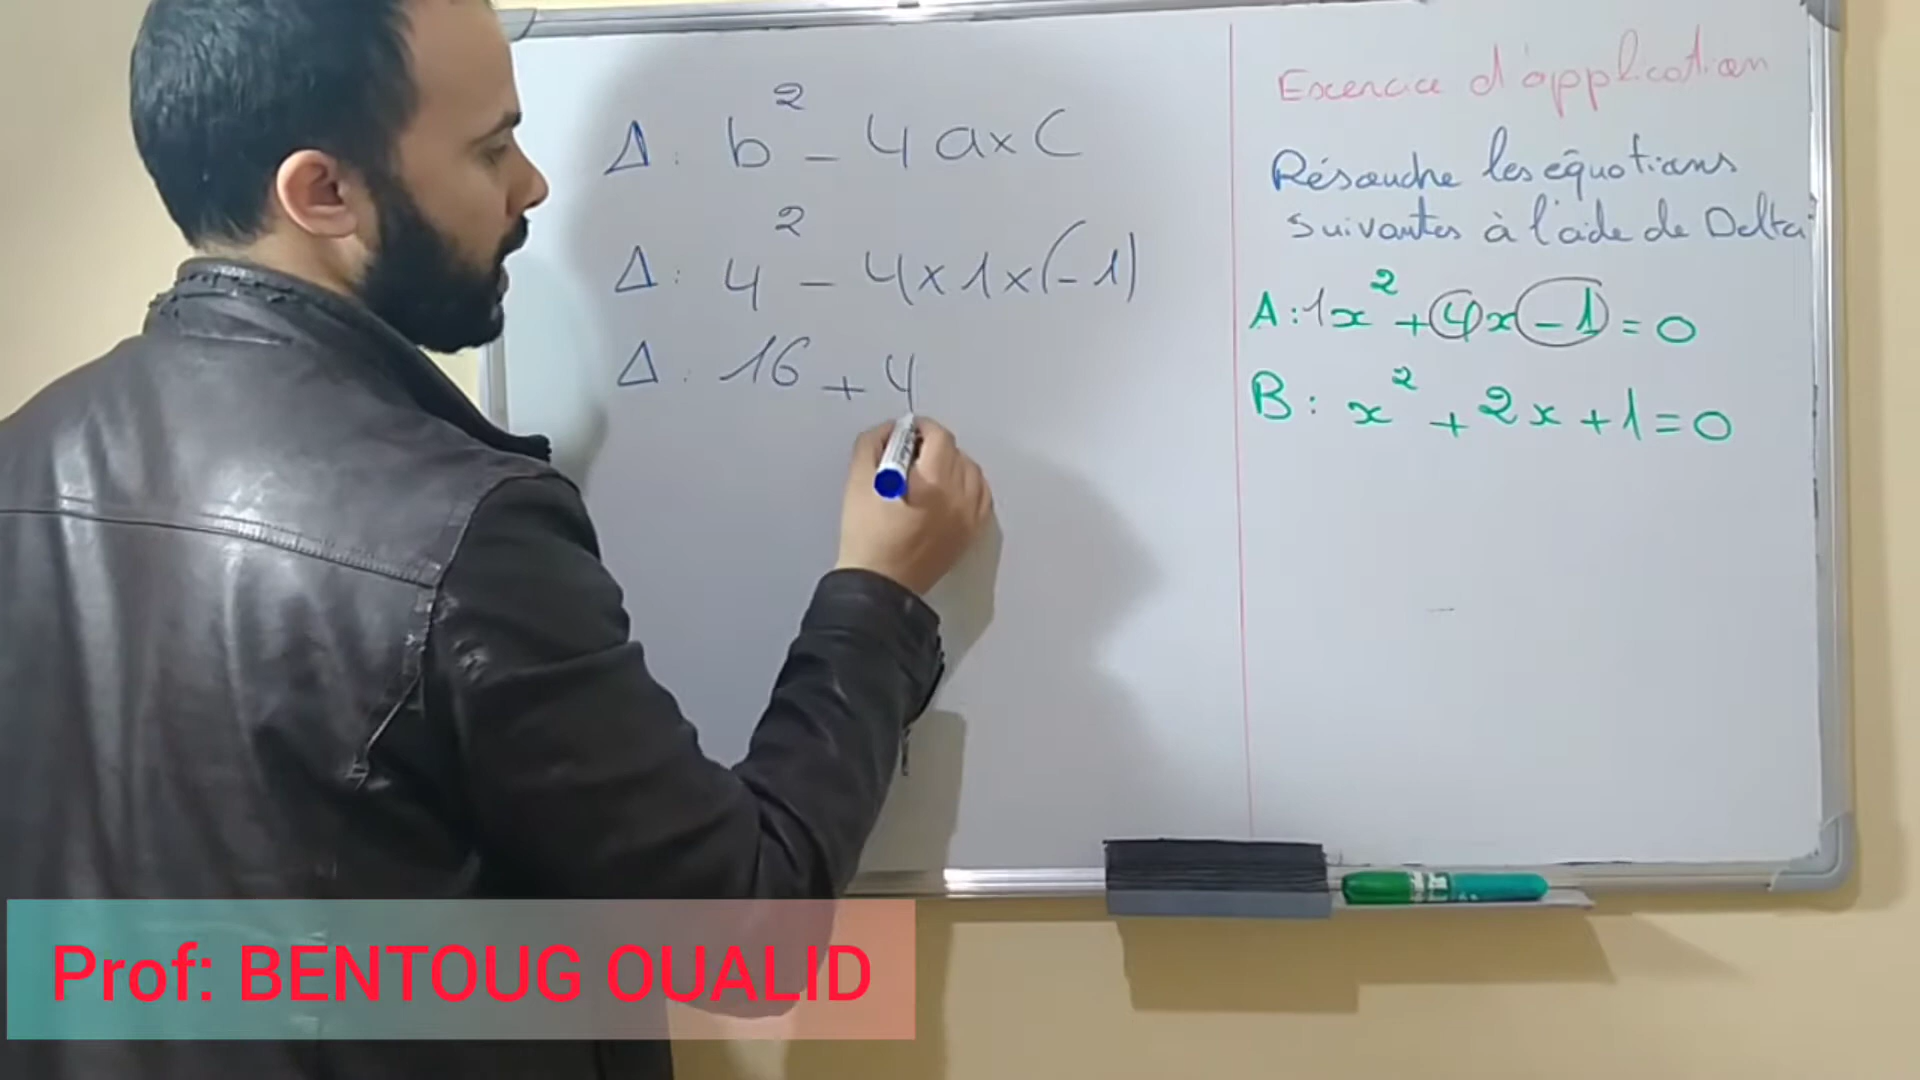 Δ: b² - 4a×C
Δ: 4² - 4×1×(-1)
Δ: 16 + 4
Exercice d'application
Résoudre les équations
suivantes à l'aide de Delta:
A: 1x² + 4x - 1 = 0
B: x² + 2x + 1 = 0
Prof: BENTOUG OUALID